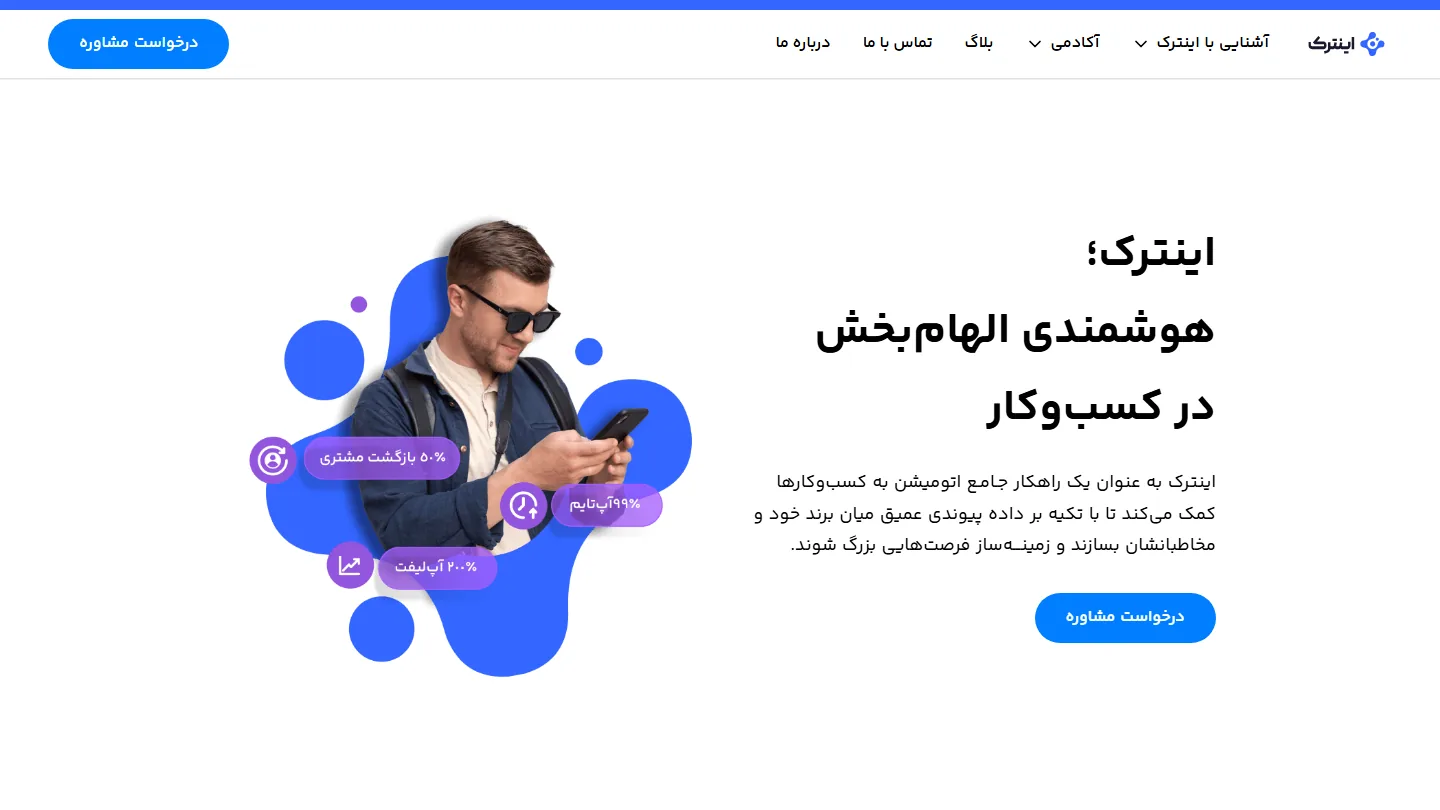 اینترک
آشنایی با اینترک
آکادمی
بلاگ
تماس با ما
درباره ما
درخواست مشاوره
اینترک؛
هوشمندی الهام‌بخش
در کسب‌وکار
اینترک به عنوان یک راهکار جامع اتومیشن به کسب‌وکارها
کمک می‌کند تا با تکیه بر داده پیوندی عمیق میان برند خود و
مخاطبانشان بسازند و زمینـــه‌ساز فرصت‌هایی بزرگ شوند.
درخواست مشاوره
۵۰٪ بازگشت مشتری
۹۹٪آپ‌تایم
۲۰۰٪ آپ‌لیفت